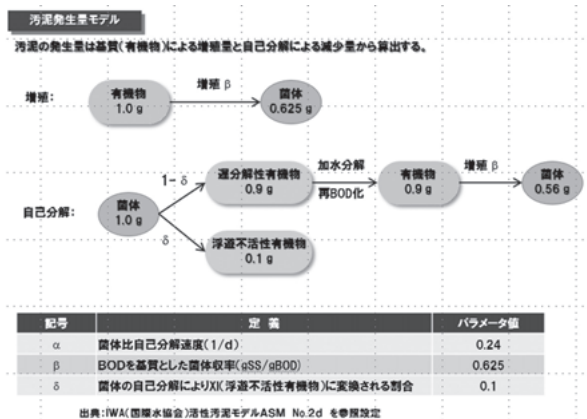 汚泥発生量モデル
汚泥の発生量は基質(有機物)による増殖量と自己分解による減少量から算出する。
増殖:
有機物
1.0 g
増殖 β
菌体
0.625 g
自己分解:
菌体
1.0 g
1- δ
δ
遅分解性有機物
0.9 g
加水分解
再BOD化
有機物
0.9 g
増殖 β
菌体
0.56 g
浮遊不活性有機物
0.1 g
記号 定 義 パラメータ値
α 菌体比自己分解速度(1/d) 0.24
β BODを基質とした菌体収率(gSS/gBOD) 0.625
δ 菌体の自己分解によりXI(浮遊不活性有機物)に変換される割合 0.1
出典:IWA(国際水協会)活性汚泥モデルASM No.2d を参照設定